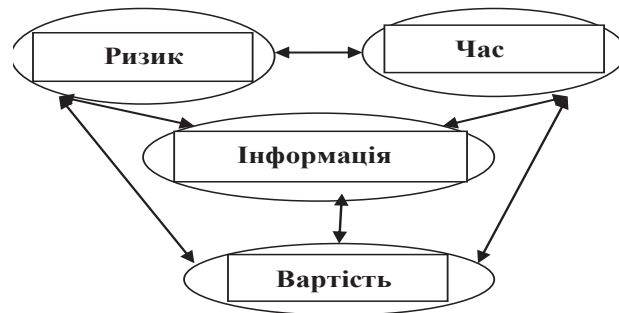 Ризик
Час
Інформація
Вартість